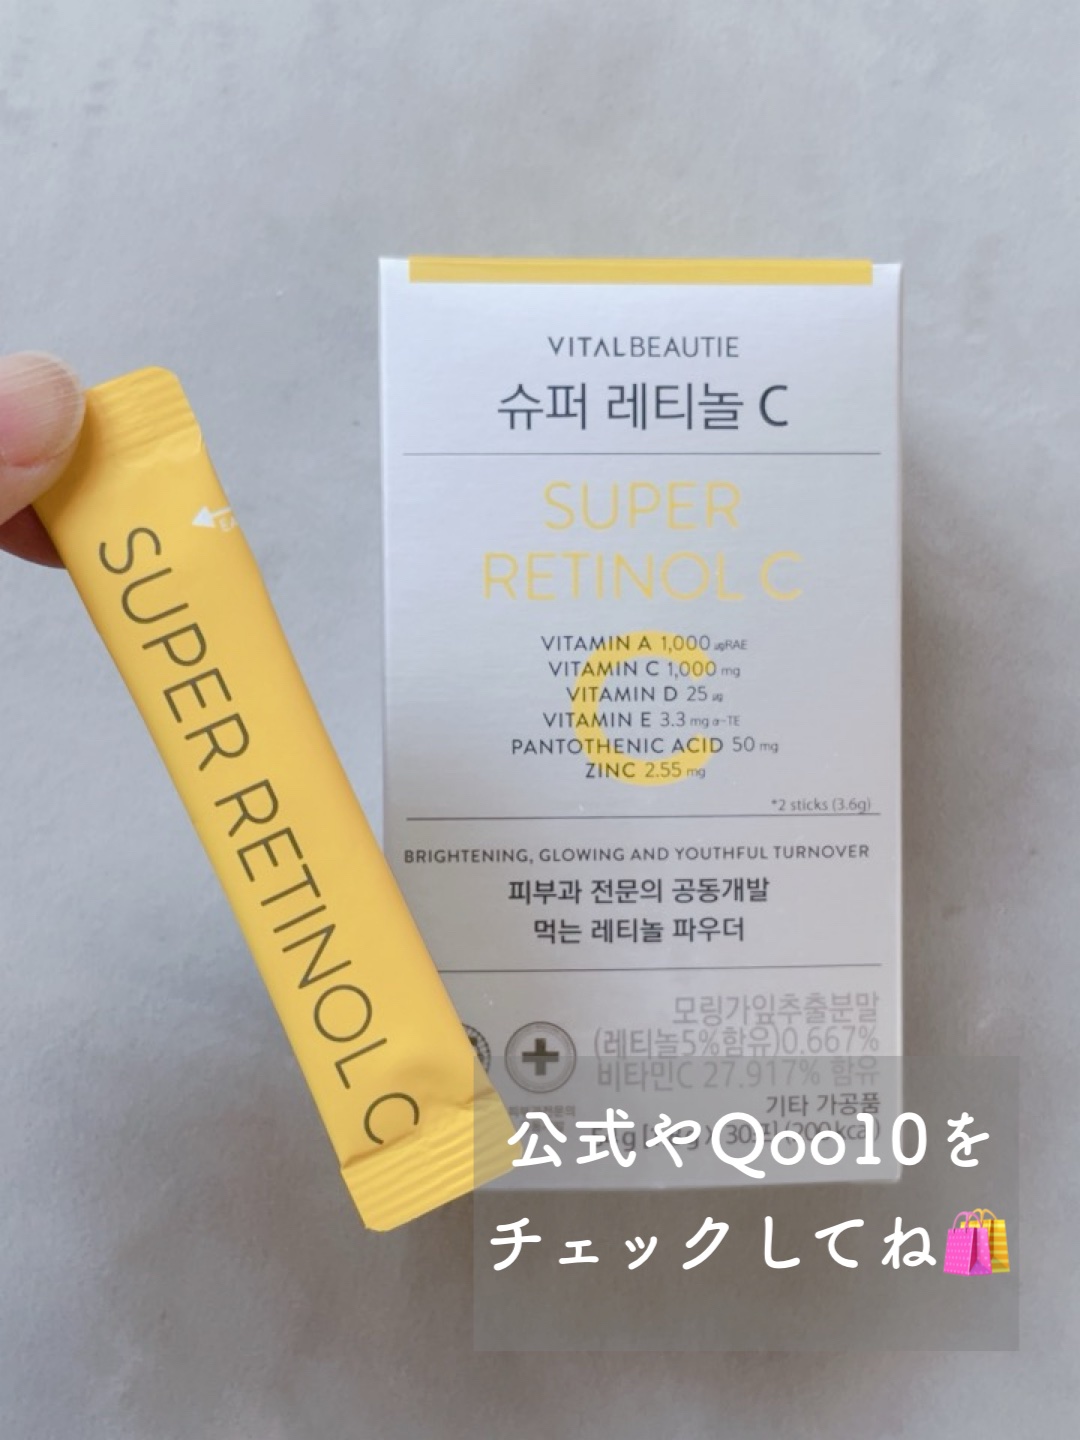 VITALBEAUTIE
슈퍼 레티놀 C
SUPER
RETINOL C
VITAMIN A 1,000 ㎍RAE
VITAMIN C 1,000 mg
VITAMIN D 25 ㎍
VITAMIN E 3.3 mg α-TE
PANTOTHENIC ACID 50 mg
ZINC 2.55 mg
*2 sticks (3.6g)
BRIGHTENING, GLOWING AND YOUTHFUL TURNOVER
피부과 전문의 공동개발
먹는 레티놀 파우더
모링가잎추출분말
(레티놀5%함유)0.667%
비타민C 27.917% 함유
기타 가공품
30포 (200 kcal)
SUPER RETINOL C
公式やQoo10を
チェックしてね🛍️